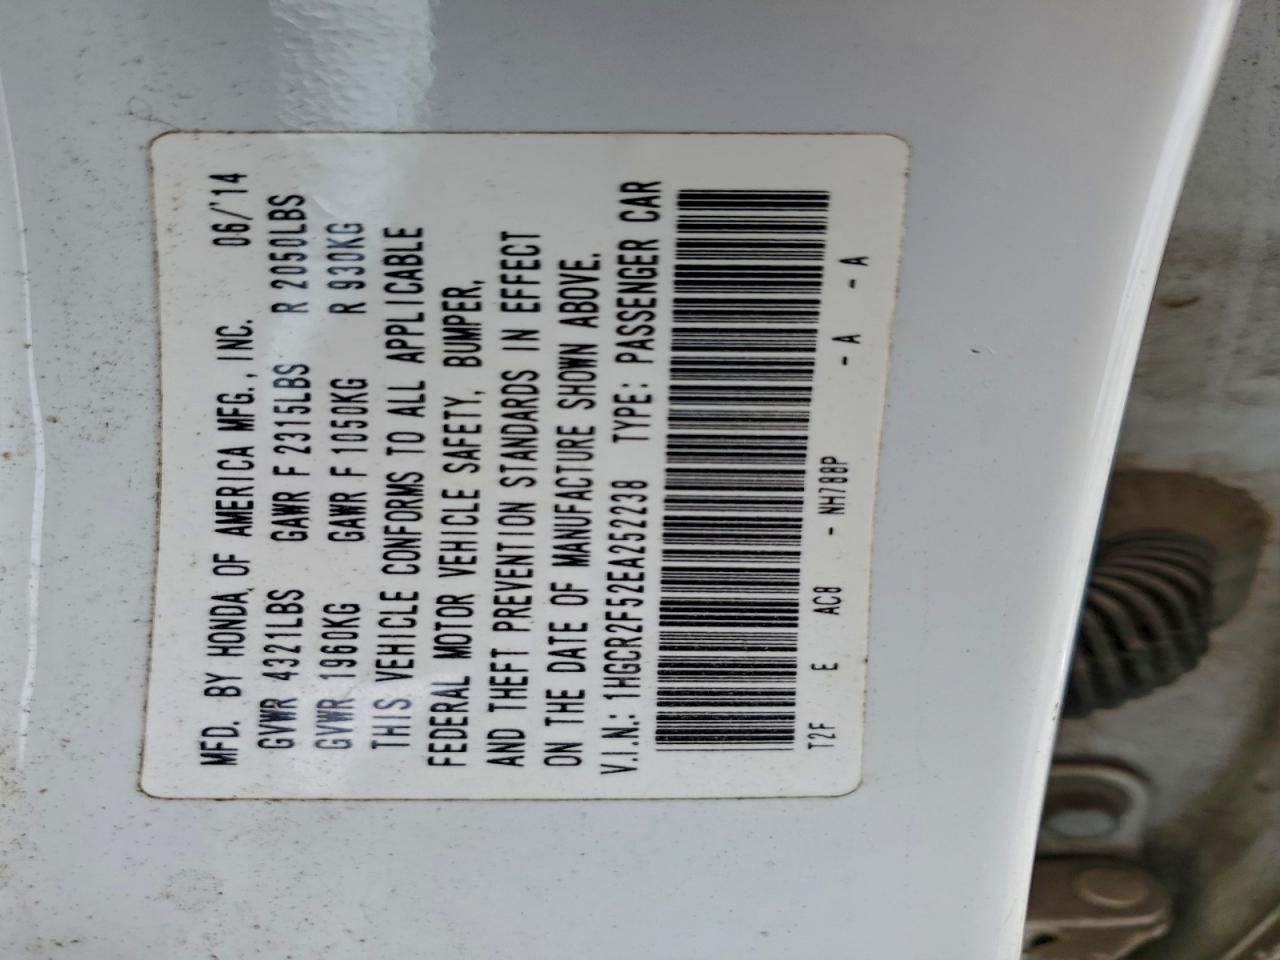 MFD. BY HONDA OF AMERICA MFG., INC. 06/'14
GVWR 4321LBS GAWR F 2315LBS R 2050LBS
GVWR 1960KG GAWR F 1050KG R 930KG
THIS VEHICLE CONFORMS TO ALL APPLICABLE
FEDERAL MOTOR VEHICLE SAFETY, BUMPER,
AND THEFT PREVENTION STANDARDS IN EFFECT
ON THE DATE OF MANUFACTURE SHOWN ABOVE.
V.I.N.: 1HGCR2F52EA252238 TYPE: PASSENGER CAR
T2F E AC8 - NH788P - A - A